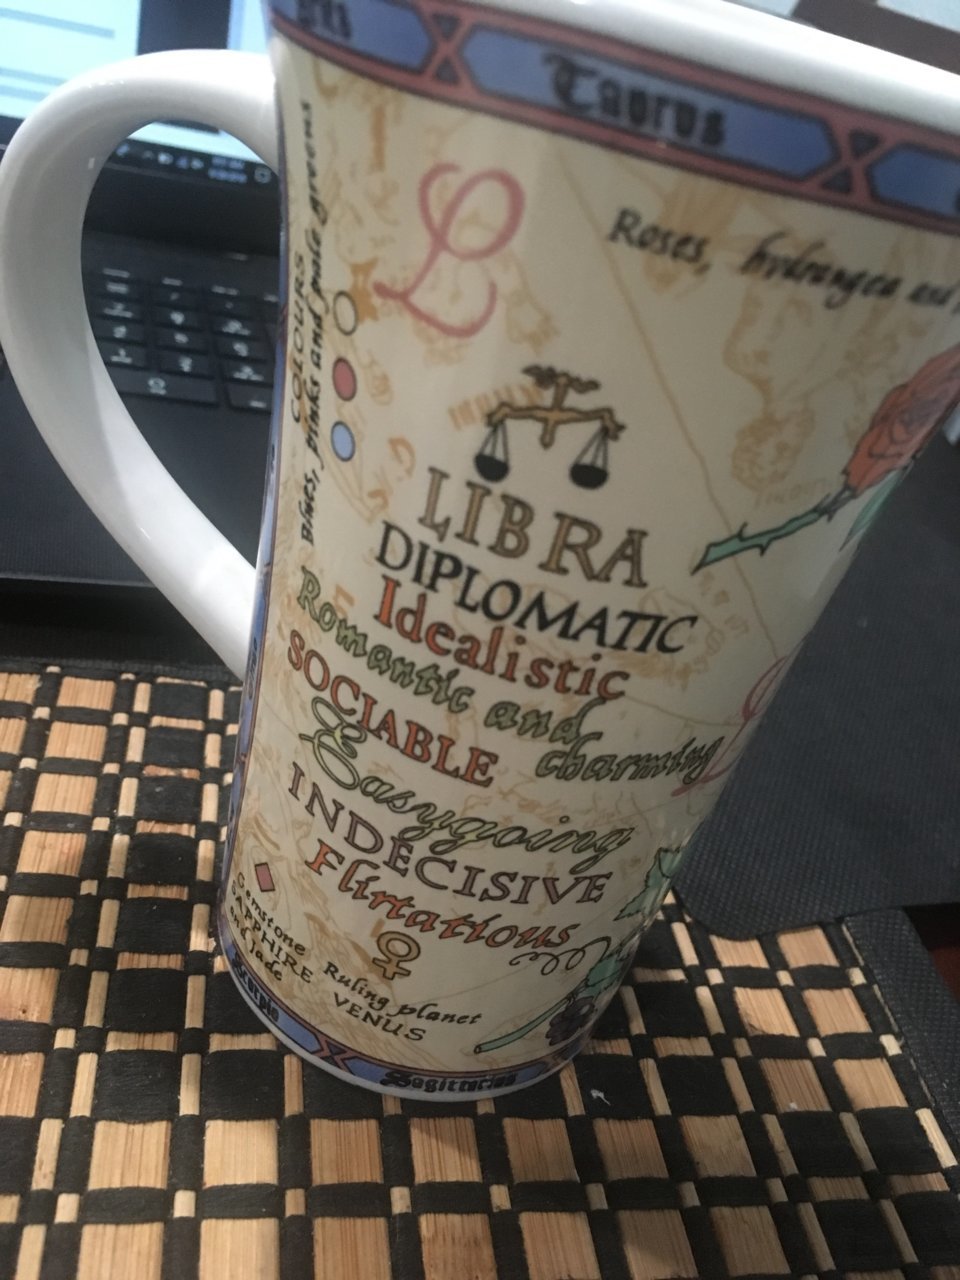 Taurus
Roses, hydrangea and
COLOURS
Blues, pinks and pale greens
L
LIBRA
DIPLOMATIC
Idealistic
Romantic and
charming
SOCIABLE
Easygoing
INDECISIVE
Flirtatious
Gemstone
SAPPHIRE
and Jade
Ruling planet
VENUS
Scorpio
Sagittarius